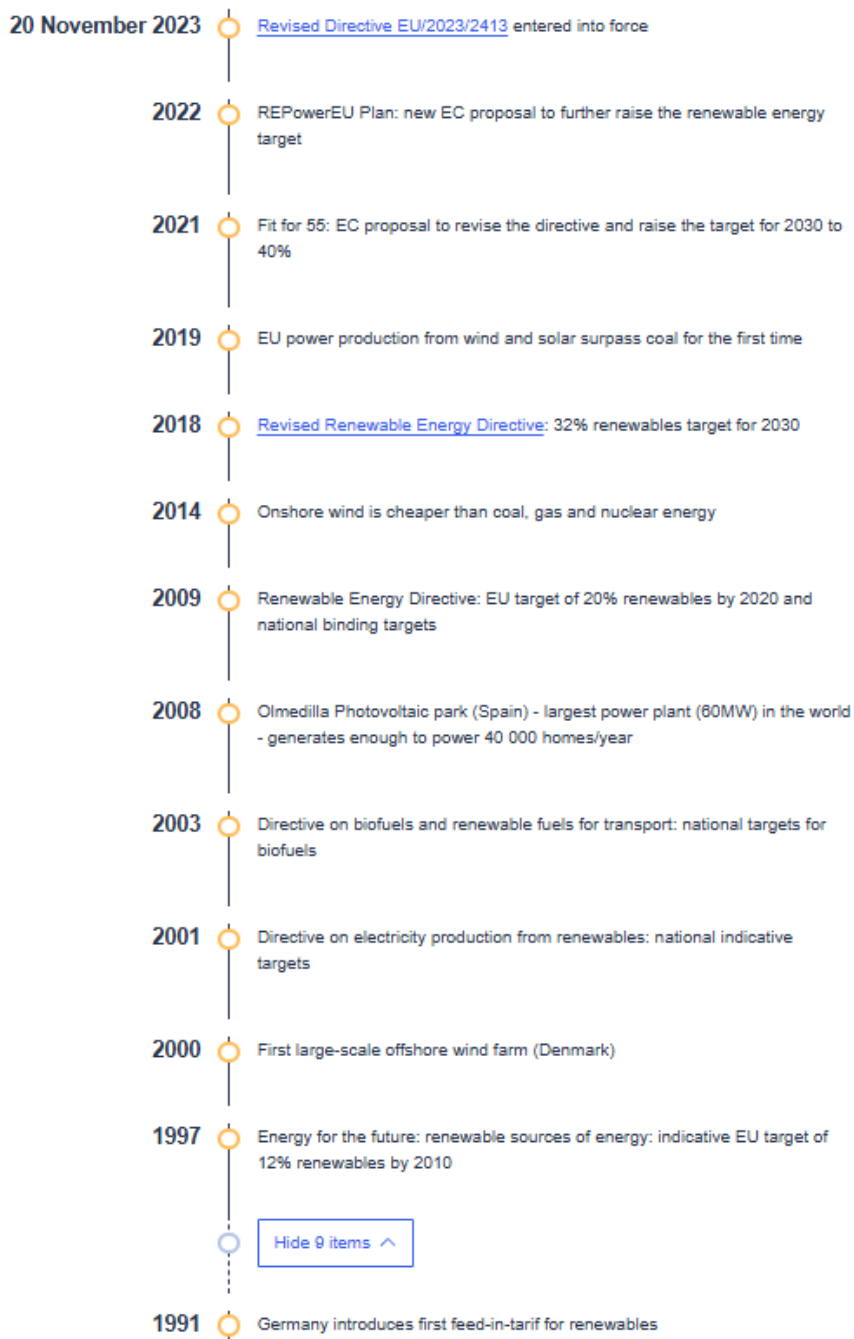 20 November 2023 Revised Directive EU/2023/2413 entered into force
2022 REPowerEU Plan: new EC proposal to further raise the renewable energy
target
2021 Fit for 55: EC proposal to revise the directive and raise the target for 2030 to
40%
2019 EU power production from wind and solar surpass coal for the first time
2018 Revised Renewable Energy Directive: 32% renewables target for 2030
2014 Onshore wind is cheaper than coal, gas and nuclear energy
2009 Renewable Energy Directive: EU target of 20% renewables by 2020 and
national binding targets
2008 Olmedilla Photovoltaic park (Spain) - largest power plant (60MW) in the world
- generates enough to power 40 000 homes/year
2003 Directive on biofuels and renewable fuels for transport: national targets for
biofuels
2001 Directive on electricity production from renewables: national indicative
targets
2000 First large-scale offshore wind farm (Denmark)
1997 Energy for the future: renewable sources of energy: indicative EU target of
12% renewables by 2010
Hide 9 items
1991 Germany introduces first feed-in-tarif for renewables